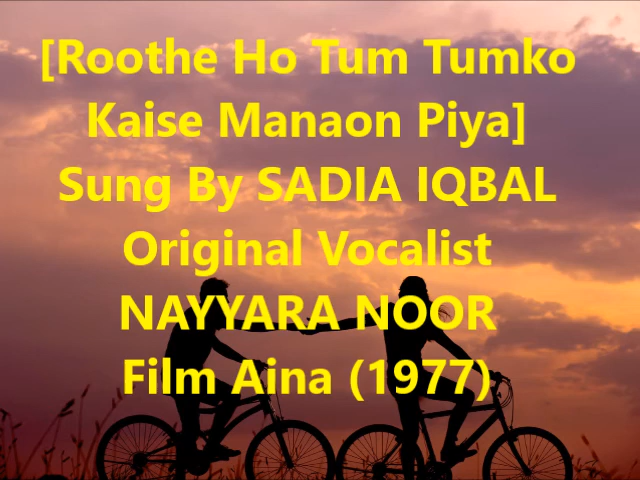 [Roothe Ho Tum Tumko
Kaise Manaon Piya]
Sung By SADIA IQBAL
Original Vocalist
NAYYARA NOOR
Film Aina (1977)